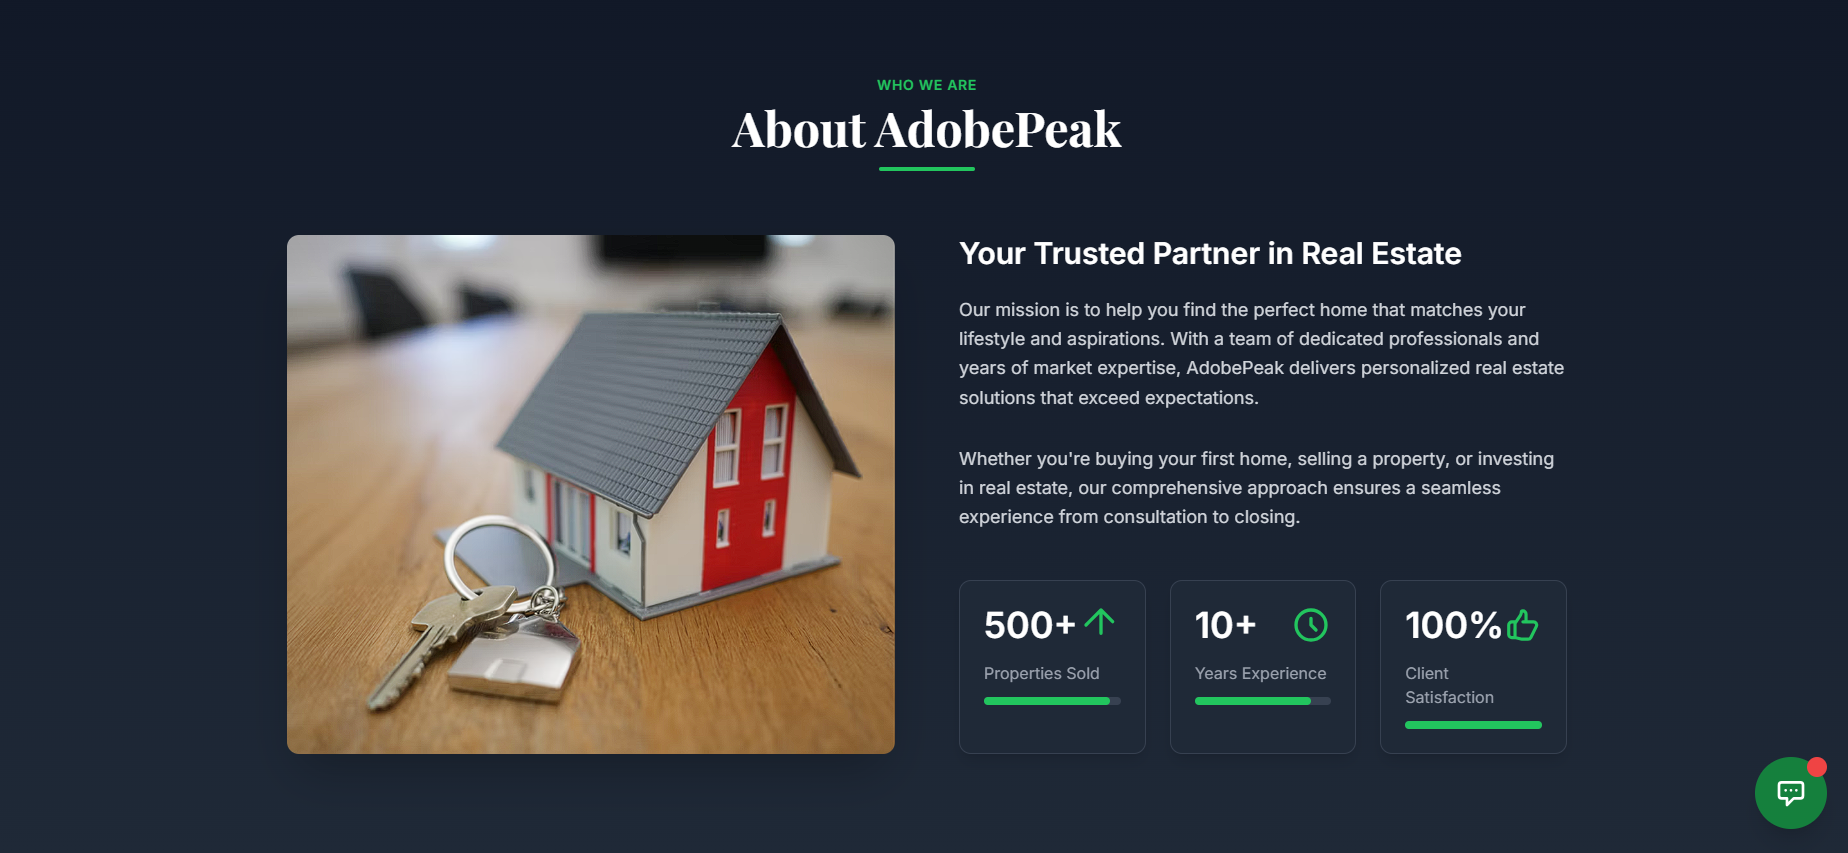 WHO WE ARE
About AdobePeak
Your Trusted Partner in Real Estate
Our mission is to help you find the perfect home that matches your
lifestyle and aspirations. With a team of dedicated professionals and
years of market expertise, AdobePeak delivers personalized real estate
solutions that exceed expectations.
Whether you're buying your first home, selling a property, or investing
in real estate, our comprehensive approach ensures a seamless
experience from consultation to closing.
500+
Properties Sold
10+
Years Experience
100%
Client
Satisfaction